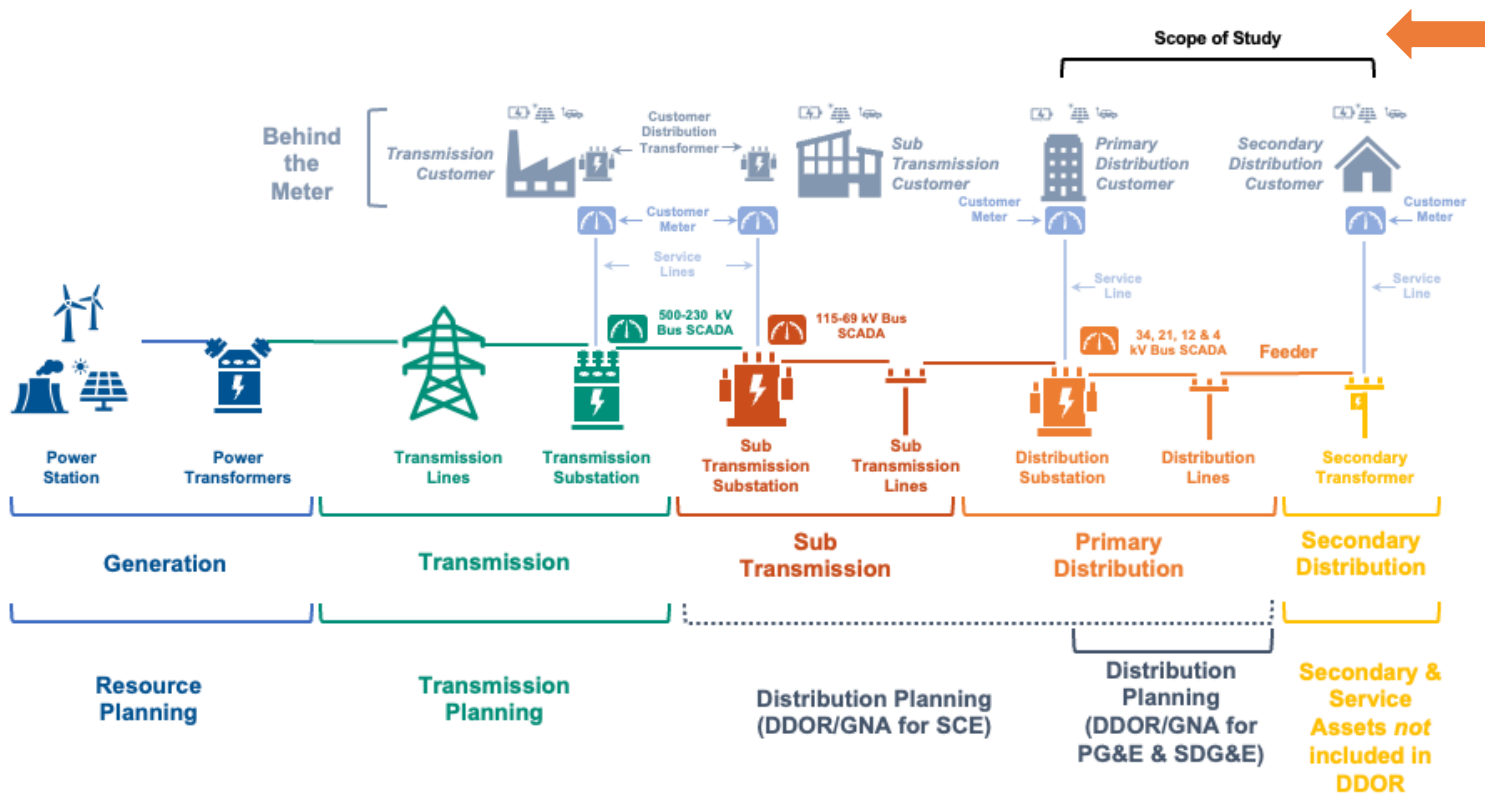 Scope of Study
Behind
the
Meter
Transmission
Customer
Customer
Distribution
Transformer
Sub
Transmission
Customer
Primary
Distribution
Customer
Secondary
Distribution
Customer
Customer
Meter
Customer
Meter
Customer
Meter
Service
Lines
Service
Line
Service
Line
500-230 kV
Bus SCADA
115-69 kV Bus
SCADA
34, 21, 12 & 4
kV Bus SCADA
Feeder
Power
Station
Power
Transformers
Transmission
Lines
Transmission
Substation
Sub
Transmission
Substation
Sub
Transmission
Lines
Distribution
Substation
Distribution
Lines
Secondary
Transformer
Generation
Transmission
Sub
Transmission
Primary
Distribution
Secondary
Distribution
Resource
Planning
Transmission
Planning
Distribution Planning
(DDOR/GNA for SCE)
Distribution
Planning
(DDOR/GNA for
PG&E & SDG&E)
Secondary &
Service
Assets not
included in
DDOR